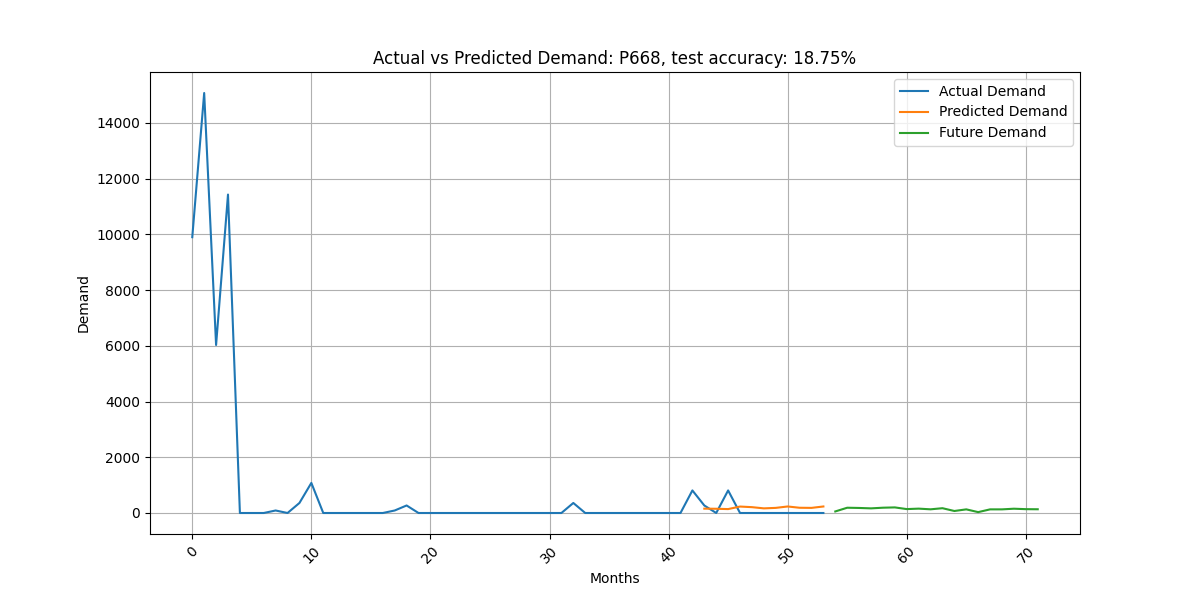 Actual vs Predicted Demand: P668, test accuracy: 18.75%
Actual Demand
Predicted Demand
Future Demand
14000
12000
10000
8000
6000
4000
2000
0
Demand
0
10
20
30
40
50
60
70
Months